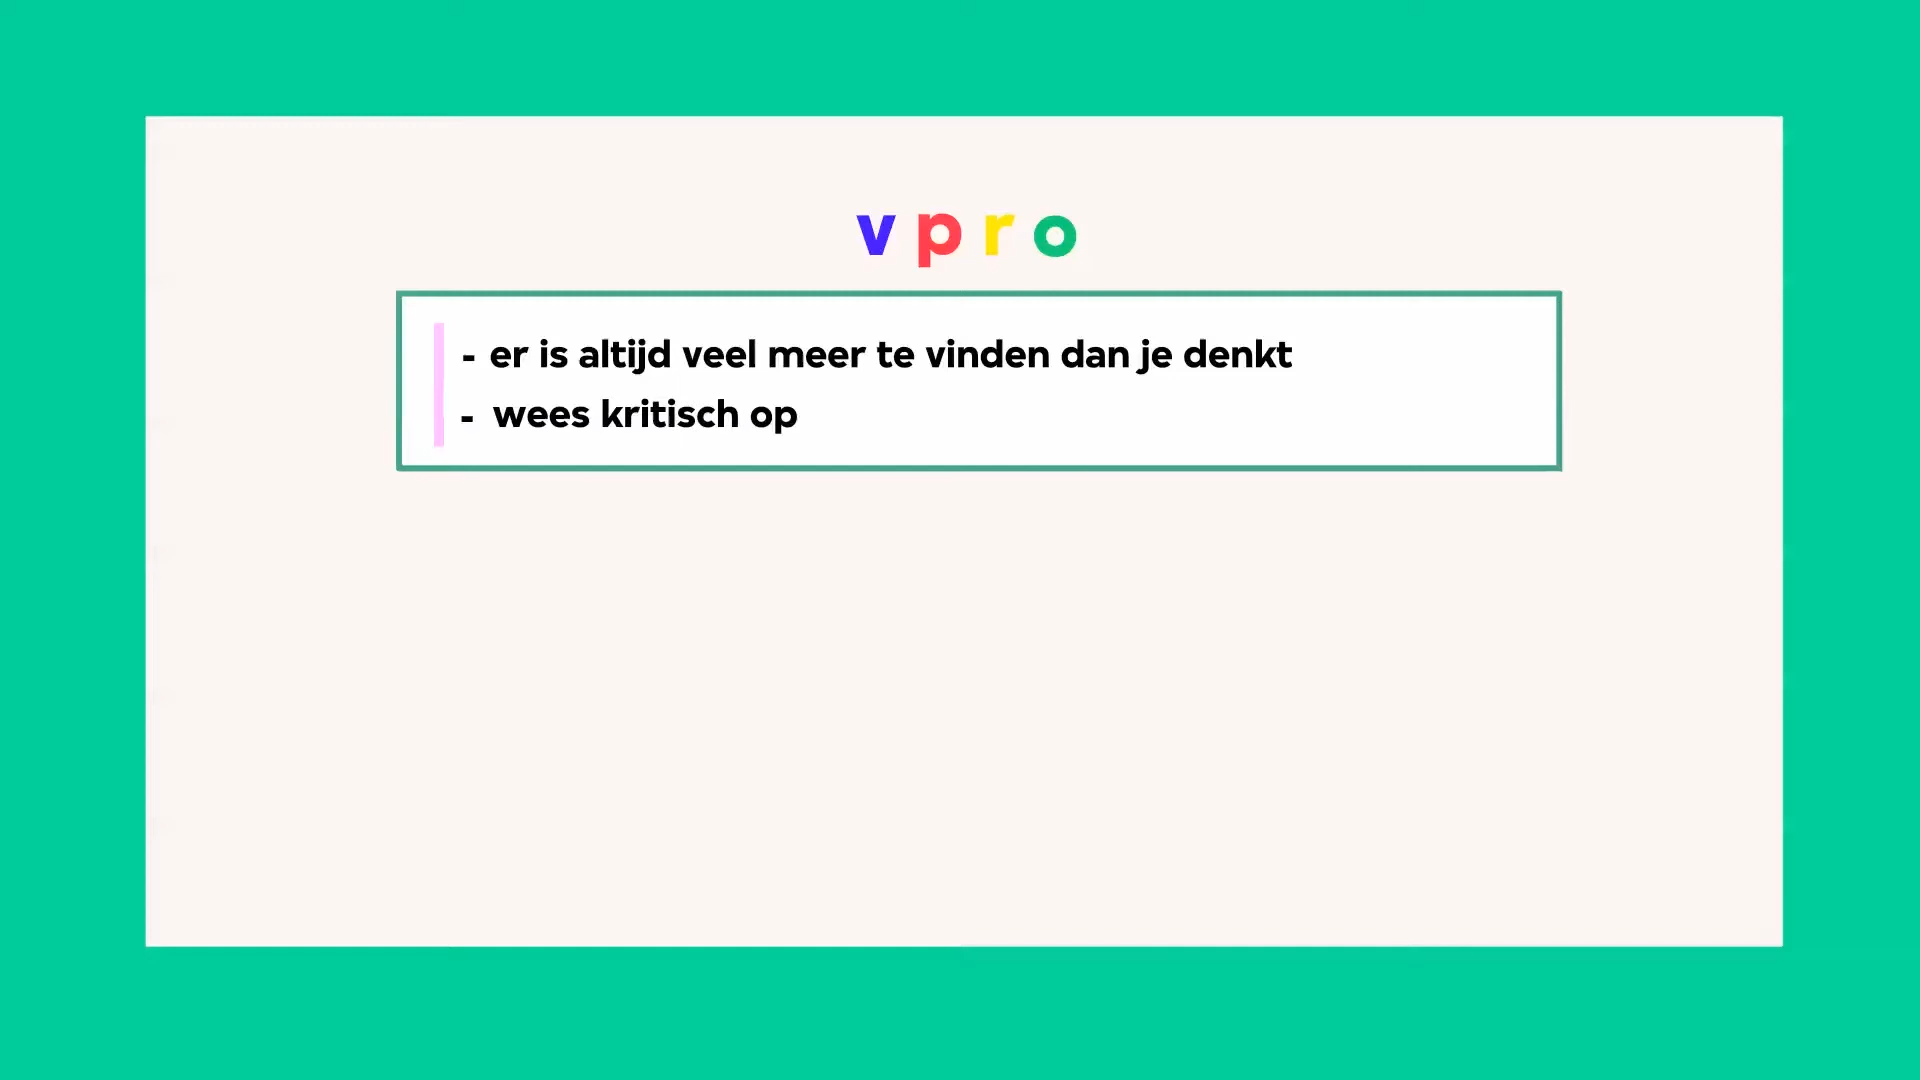 vpro
- er is altijd veel meer te vinden dan je denkt
- wees kritisch op